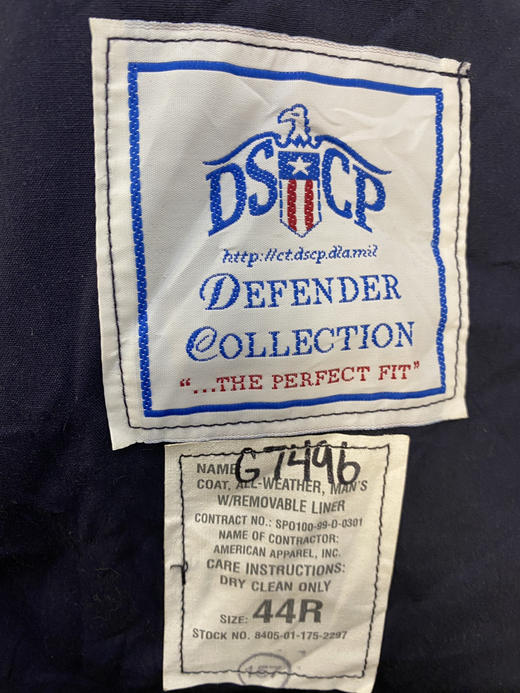 DSCP
http://ct.dscp.dla.mil
DEFENDER
COLLECTION
"...THE PERFECT FIT"
NAME G7496
COAT, ALL-WEATHER, MAN'S
W/REMOVABLE LINER
CONTRACT NO.: SPO100-99-D-0301
NAME OF CONTRACTOR:
AMERICAN APPAREL, INC.
CARE INSTRUCTIONS:
DRY CLEAN ONLY
SIZE: 44R
STOCK NO. 8405-01-175-2297
157